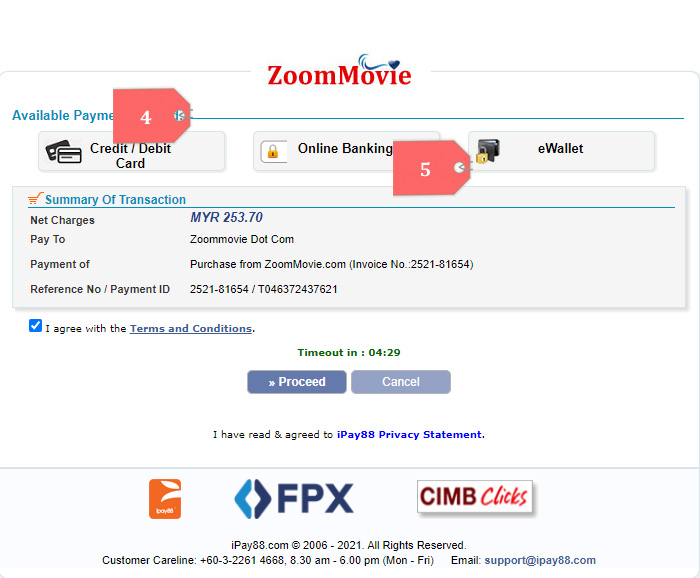 ZoomMovie
Available Payme
4
Credit / Debit
Card
Online Banking
5
eWallet
Summary Of Transaction
Net Charges MYR 253.70
Pay To Zoommovie Dot Com
Payment of Purchase from ZoomMovie.com (Invoice No.:2521-81654)
Reference No / Payment ID 2521-81654 / T046372437621
I agree with the Terms and Conditions.
Timeout in : 04:29
» Proceed Cancel
I have read & agreed to iPay88 Privacy Statement.
ipay88 FPX CIMB Clicks
iPay88.com © 2006 - 2021. All Rights Reserved.
Customer Careline: +60-3-2261 4668, 8.30 am - 6.00 pm (Mon - Fri) Email: support@ipay88.com